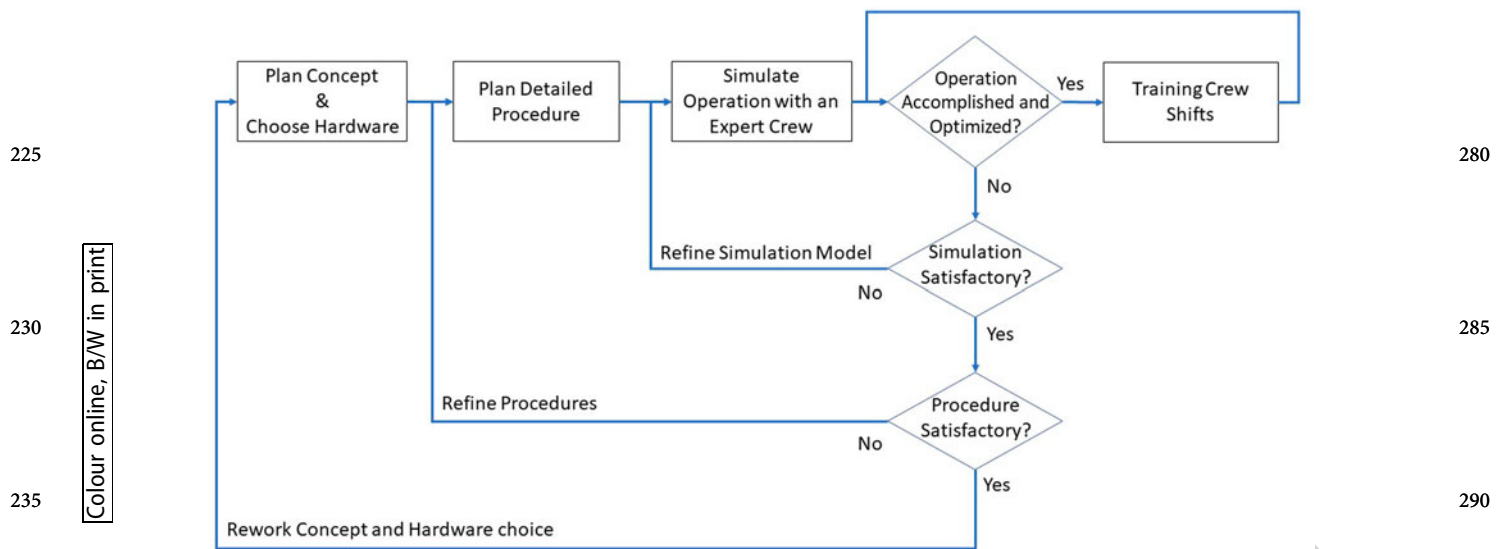 Plan Concept
&
Choose Hardware
Plan Detailed
Procedure
Simulate
Operation with an
Expert Crew
Operation
Accomplished and
Optimized?
Yes
Training Crew
Shifts
225
280
No
Refine Simulation Model
Simulation
Satisfactory?
No
230
285
Yes
Colour online, B/W in print
Refine Procedures
Procedure
Satisfactory?
No
Yes
235
290
Rework Concept and Hardware choice